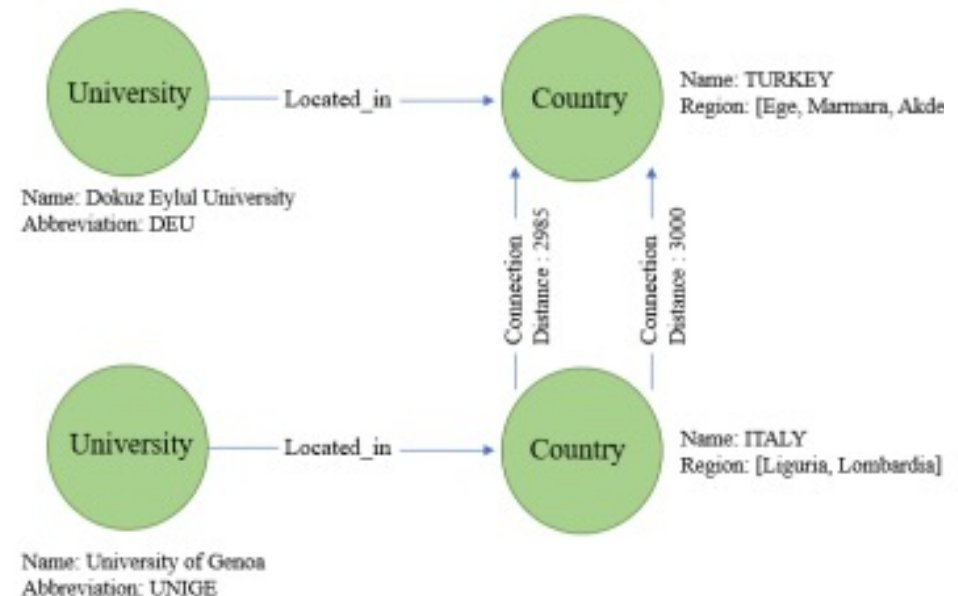 University
Located_in
Country
Name: TURKEY
Region: [Ege, Marmara, Akde
Name: Dokuz Eylul University
Abbreviation: DEU
Connection
Distance : 2985
Connection
Distance : 3000
University
Located_in
Country
Name: ITALY
Region: [Liguria, Lombardia]
Name: University of Genoa
Abbreviation: UNIGE